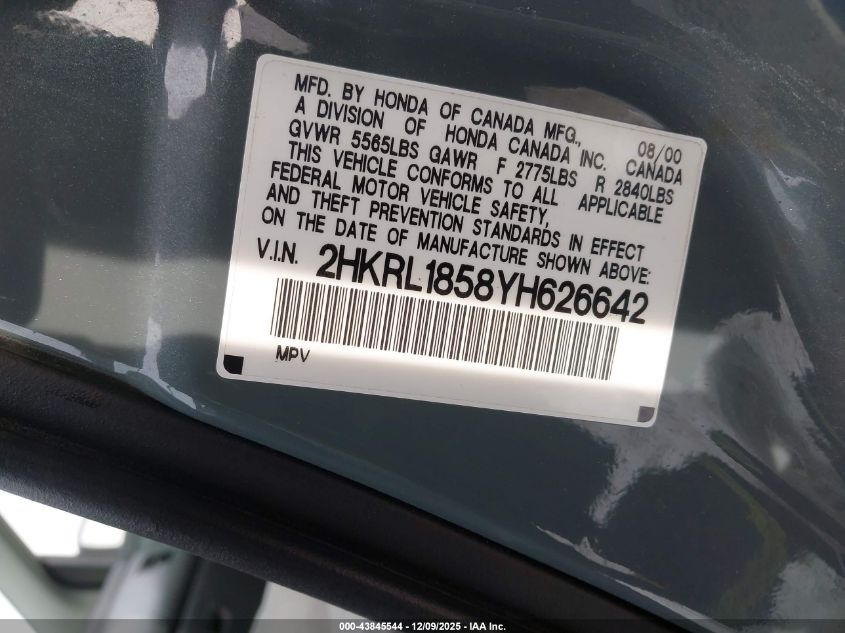 MFD. BY HONDA OF CANADA MFG., 08/00
A DIVISION OF HONDA CANADA INC. CANADA
GVWR 5565LBS GAWR F 2775LBS R 2840LBS
THIS VEHICLE CONFORMS TO ALL APPLICABLE
FEDERAL MOTOR VEHICLE SAFETY,
AND THEFT PREVENTION STANDARDS IN EFFECT
ON THE DATE OF MANUFACTURE SHOWN ABOVE:
V.I.N. 2HKRL1858YH626642
MPV
000-43845544 - 12/09/2025 - IAA Inc.